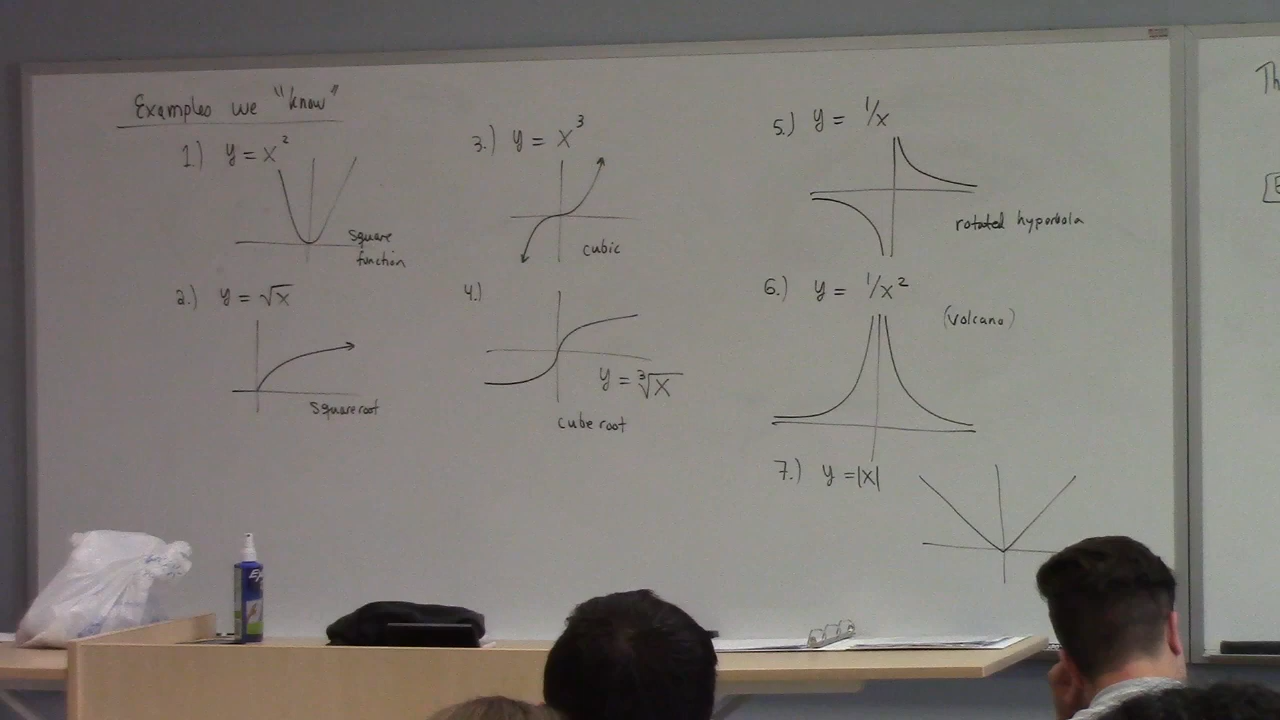 Examples we "know"
1.) y = x²
square
function
2.) y = √x
square root
3.) y = x³
cubic
4.)
y = ∛x
cube root
5.) y = 1/x
rotated hyperbola
6.) y = 1/x²
(volcano)
7.) y = |x|
Th